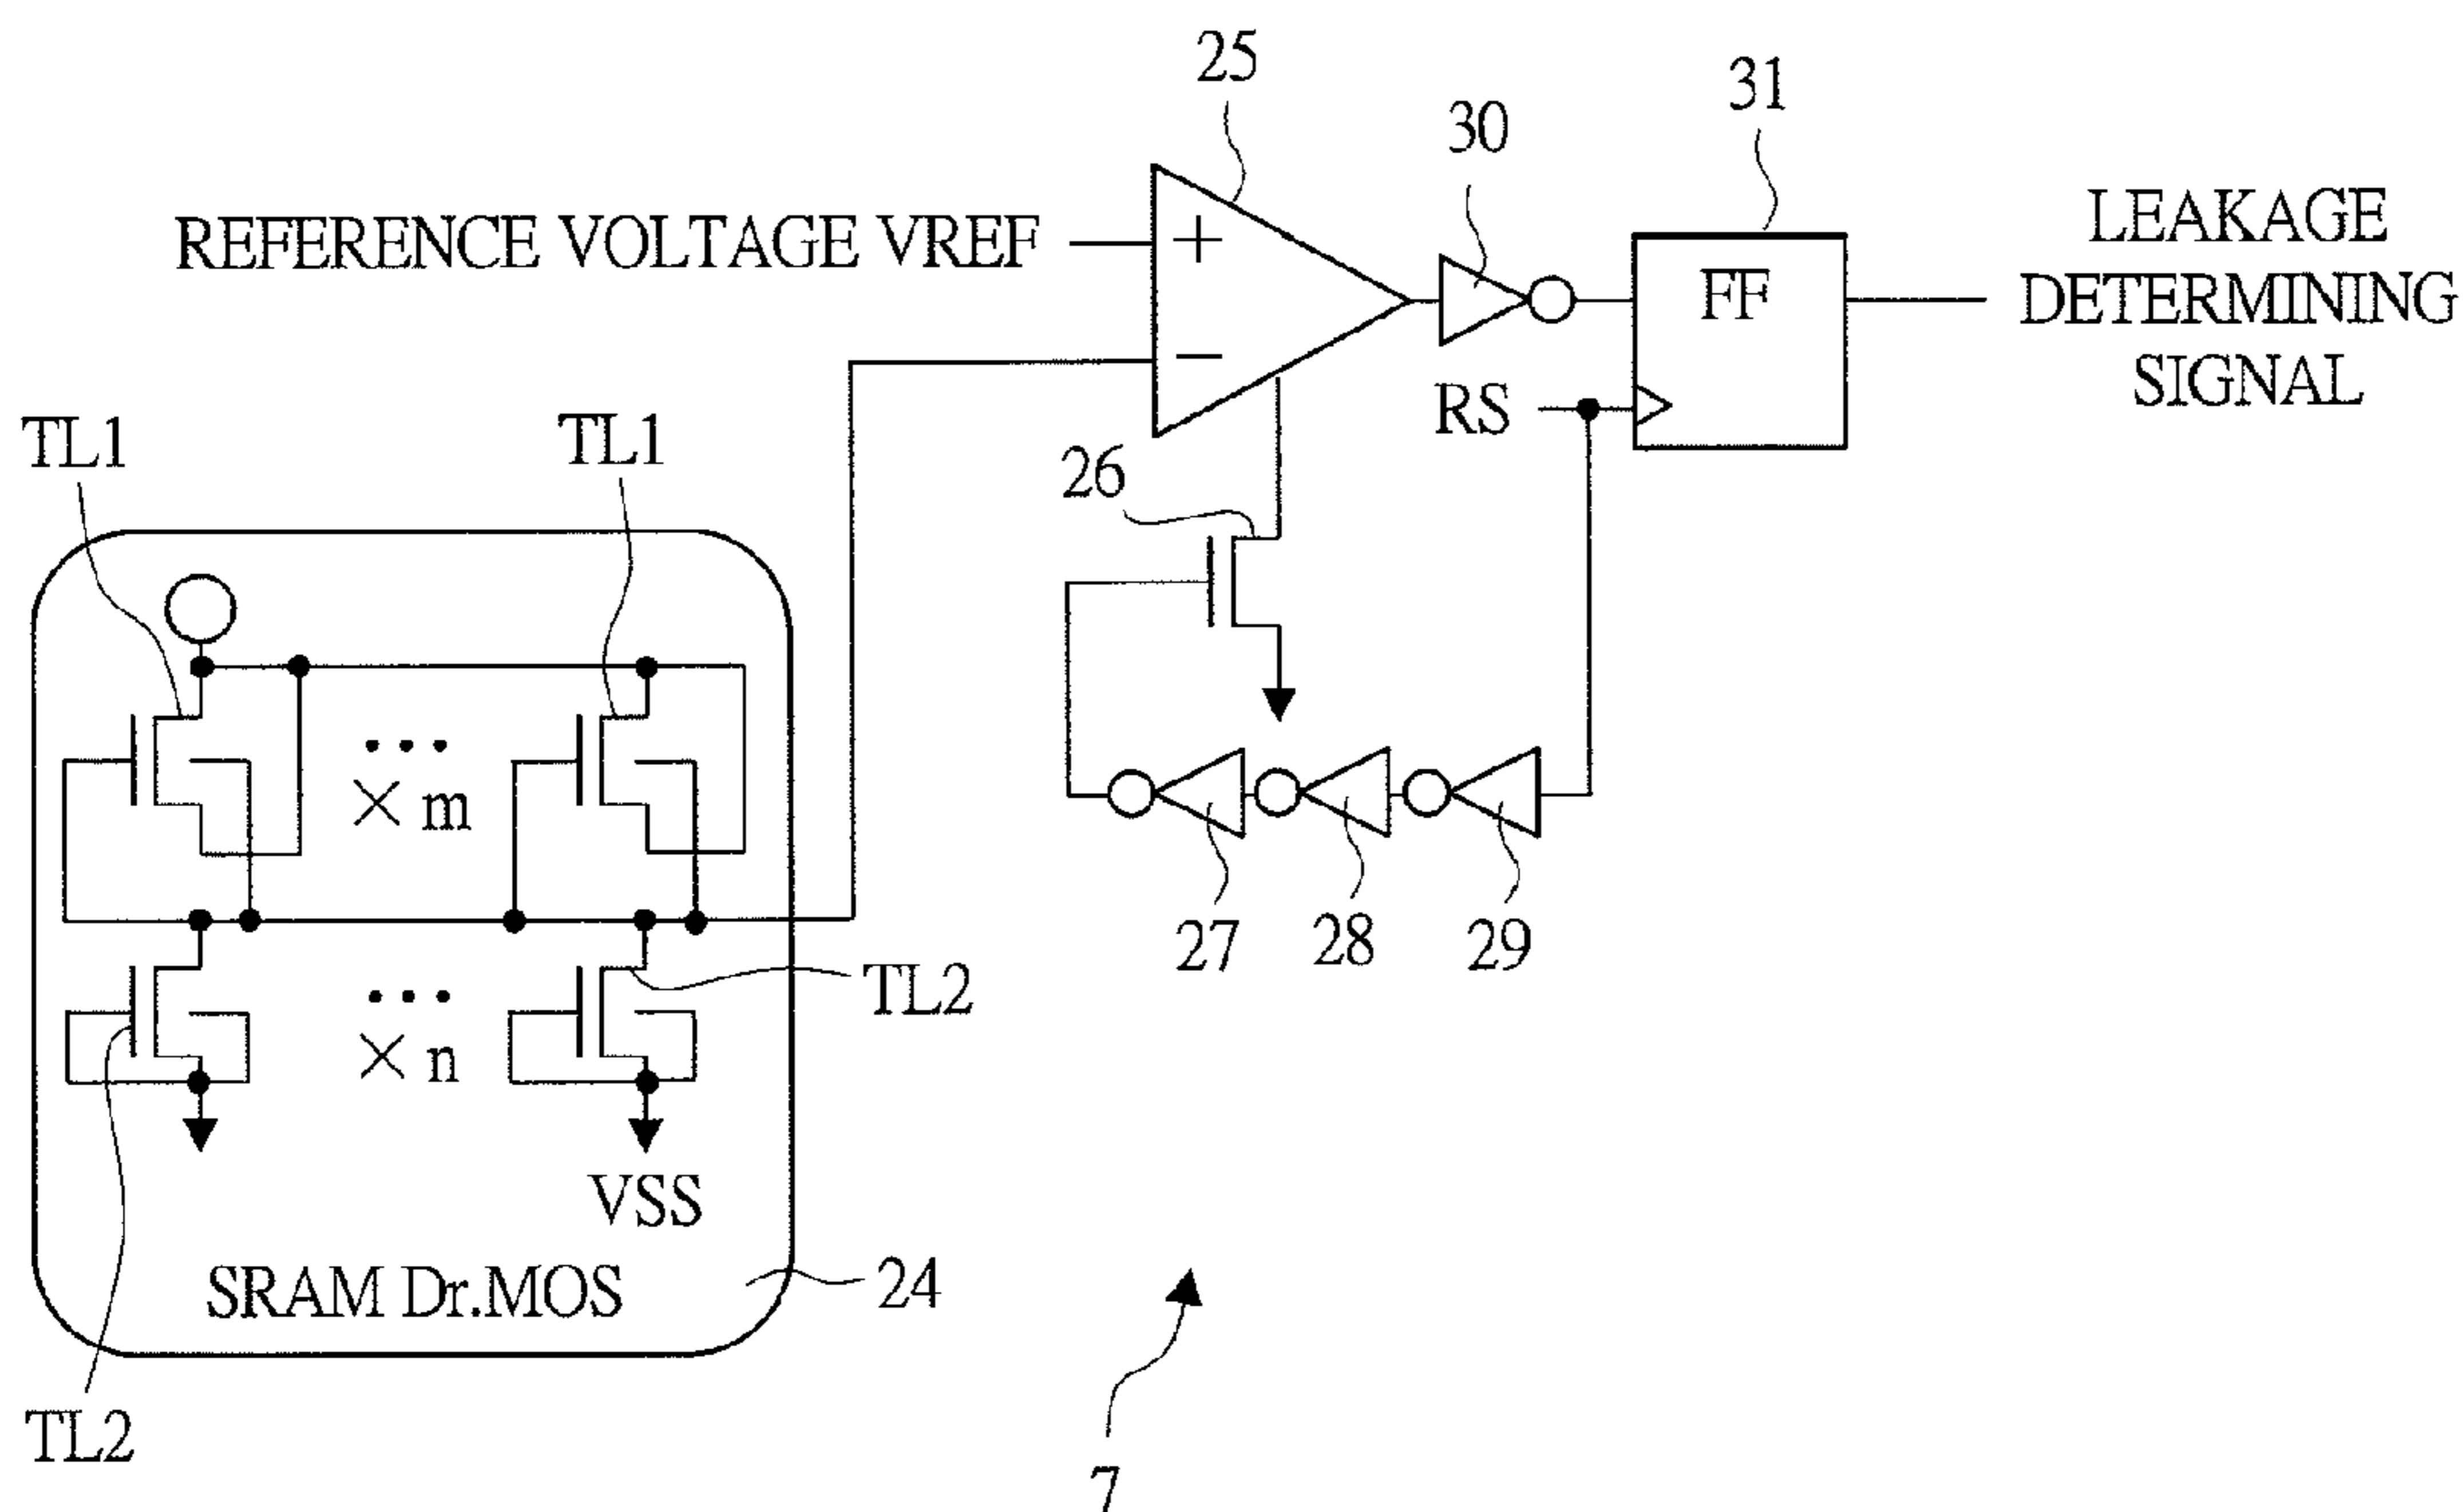 25
30
31
REFERENCE VOLTAGE VREF
+
−
FF
LEAKAGE
DETERMINING
SIGNAL
RS
26
TL1
TL1
• • •
× m
27
28
29
TL2
• • •
× n
VSS
SRAM Dr.MOS
24
TL2
7